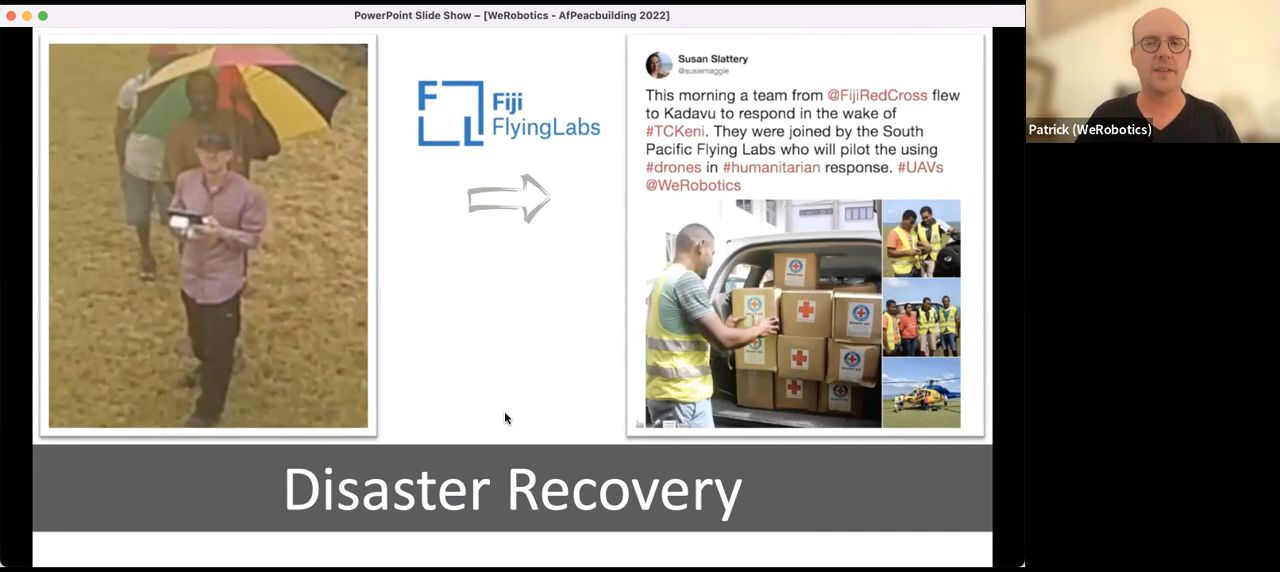 PowerPoint Slide Show – [WeRobotics - AfPeacbuilding 2022]
Fiji
FlyingLabs
Susan Slattery
@susiemaggie
This morning a team from @FijiRedCross flew
to Kadavu to respond in the wake of
#TCKeni. They were joined by the South
Pacific Flying Labs who will pilot the using
#drones in #humanitarian response. #UAVs
@WeRobotics
Disaster Recovery
Patrick (WeRobotics)